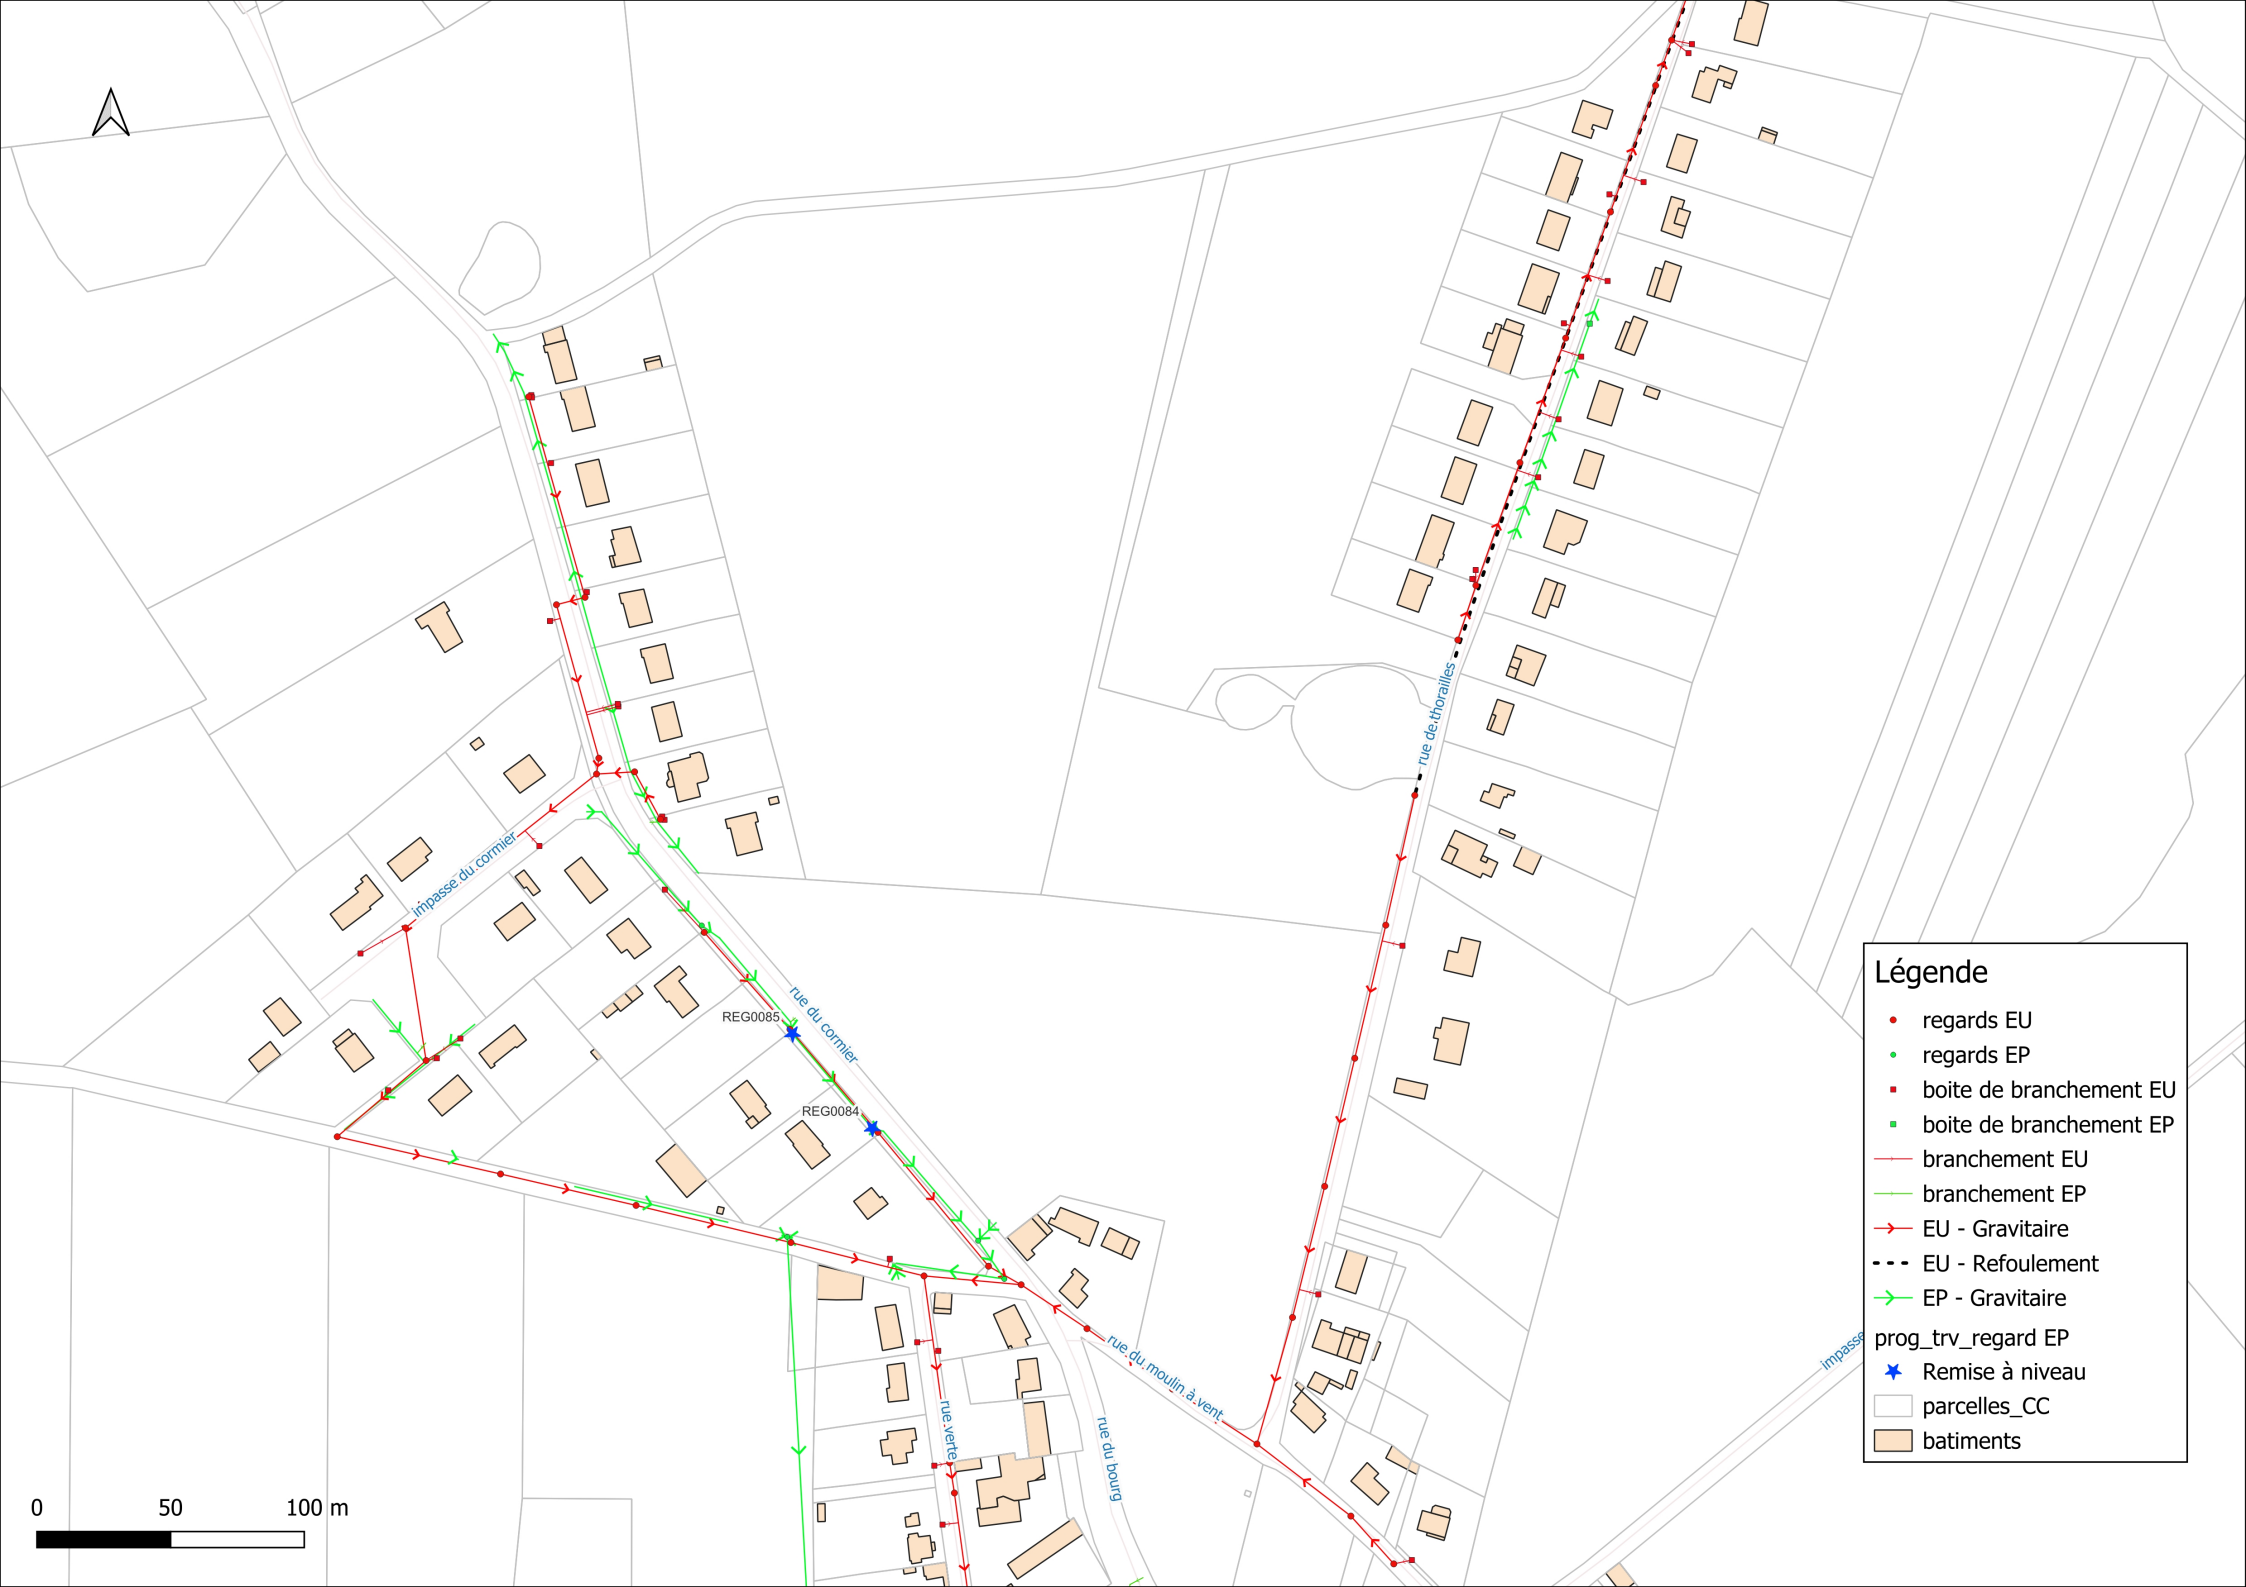 rue de thorailles
impasse du cormier
rue du cormier
REG0085
REG0084
rue du moulin à vent
rue verte
rue du bourg
impasse
Légende
regards EU
regards EP
boite de branchement EU
boite de branchement EP
branchement EU
branchement EP
EU - Gravitaire
EU - Refoulement
EP - Gravitaire
prog_trv_regard EP
Remise à niveau
parcelles_CC
batiments
0 50 100 m